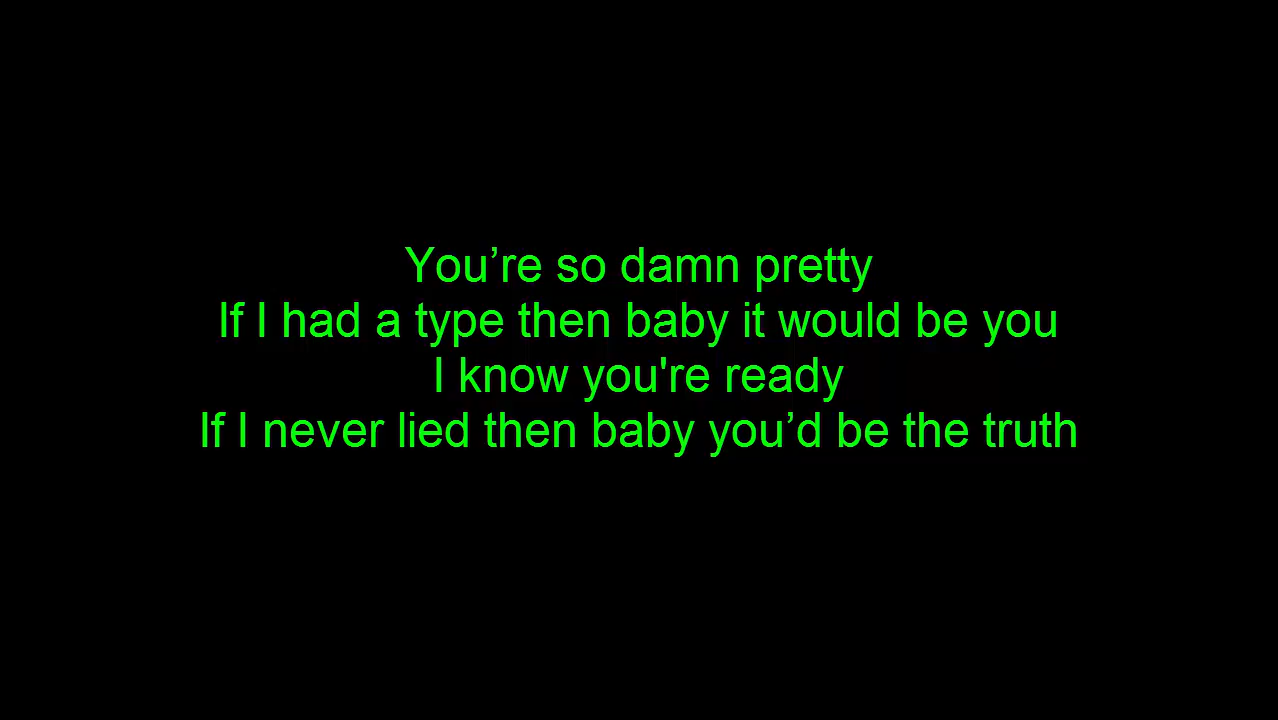 You’re so damn pretty
If I had a type then baby it would be you
I know you're ready
If I never lied then baby you’d be the truth